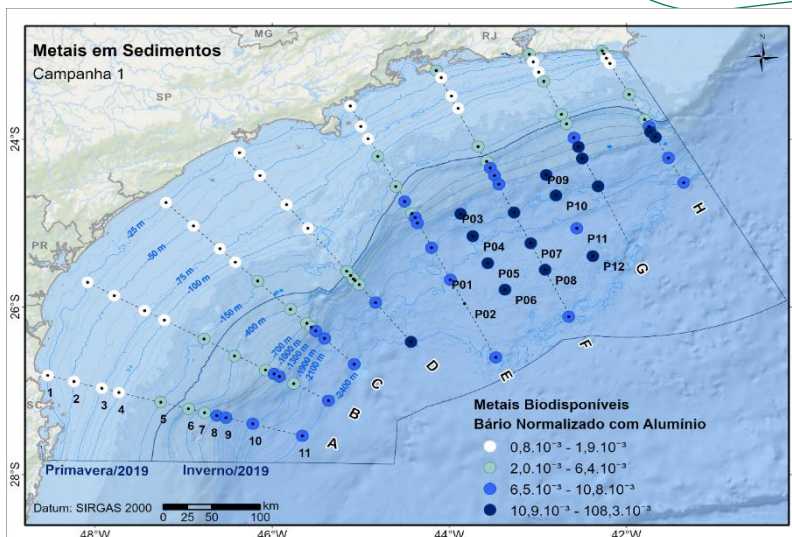 Metais em Sedimentos
Campanha 1
MG
RJ
SP
PR
SC
48°W
46°W
44°W
42°W
24°S
26°S
28°S
-25 m
-50 m
-75 m
-100 m
-150 m
-400 m
-700 m
-1000 m
-1300 m
-1900 m
-2100 m
-2400 m
1
2
3
4
5
6
7
8
9
10
11
A
B
C
D
E
F
G
H
P01
P02
P03
P04
P05
P06
P07
P08
P09
P10
P11
P12
Primavera/2019
Inverno/2019
Datum: SIRGAS 2000
0
25
50
100
km
Metais Biodisponíveis
Bário Normalizado com Alumínio
0,8.10⁻³ - 1,9.10⁻³
2,0.10⁻³ - 6,4.10⁻³
6,5.10⁻³ - 10,8.10⁻³
10,9.10⁻³ - 108,3.10⁻³